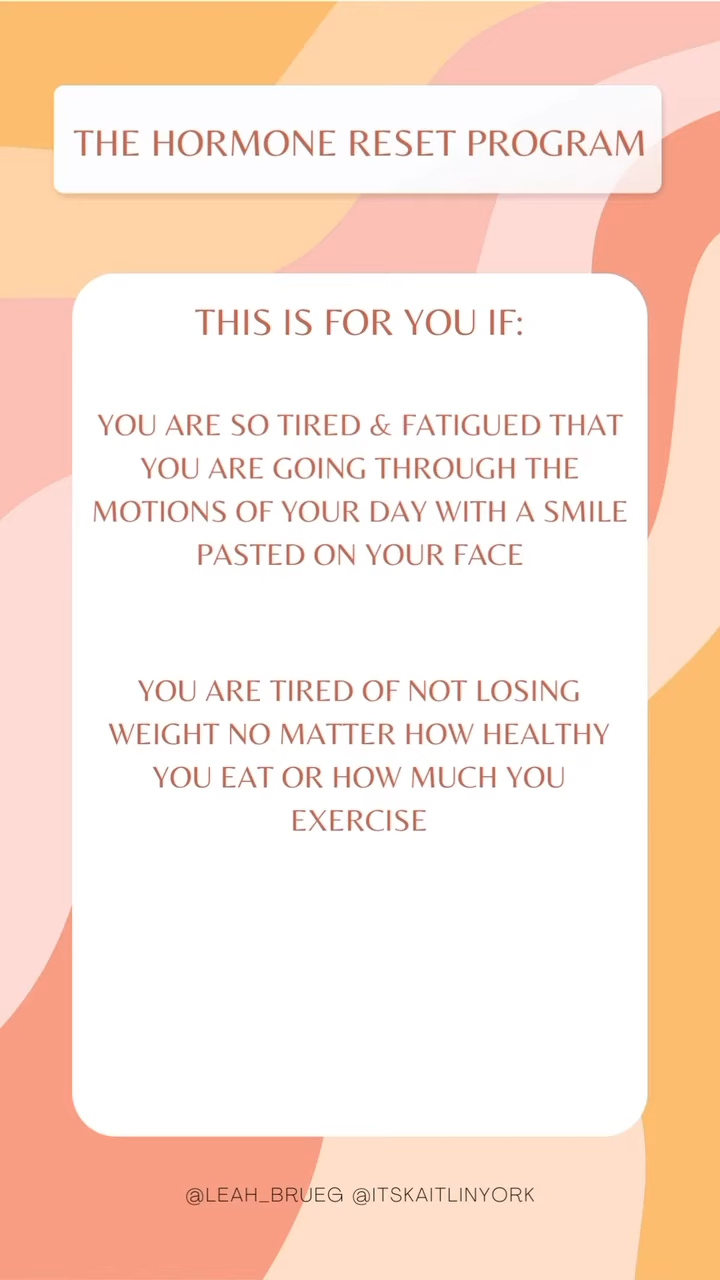 THE HORMONE RESET PROGRAM
THIS IS FOR YOU IF:
YOU ARE SO TIRED & FATIGUED THAT
YOU ARE GOING THROUGH THE
MOTIONS OF YOUR DAY WITH A SMILE
PASTED ON YOUR FACE
YOU ARE TIRED OF NOT LOSING
WEIGHT NO MATTER HOW HEALTHY
YOU EAT OR HOW MUCH YOU
EXERCISE
@LEAH_BRUEG @ITSKAITLINYORK